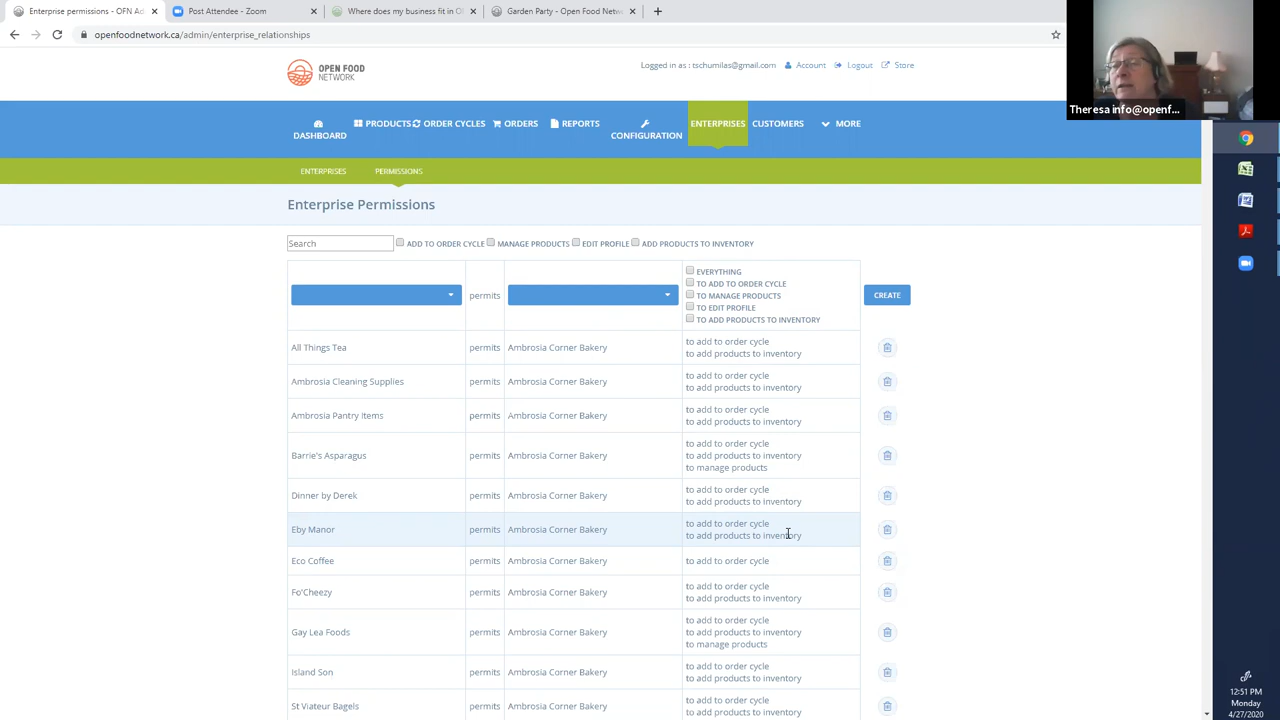 Enterprise permissions - OFN Ad
Post Attendee - Zoom
Where does my business fit in O
Garden Party - Open Food Netwo
openfoodnetwork.ca/admin/enterprise_relationships
OPEN FOOD
NETWORK
Logged in as : tschumilas@gmail.com Account Logout Store
Theresa info@openf...
DASHBOARD PRODUCTS ORDER CYCLES ORDERS REPORTS CONFIGURATION ENTERPRISES CUSTOMERS MORE
ENTERPRISES PERMISSIONS
Enterprise Permissions
Search ADD TO ORDER CYCLE MANAGE PRODUCTS EDIT PROFILE ADD PRODUCTS TO INVENTORY
permits
EVERYTHING
TO ADD TO ORDER CYCLE
TO MANAGE PRODUCTS
TO EDIT PROFILE
TO ADD PRODUCTS TO INVENTORY
CREATE
All Things Tea permits Ambrosia Corner Bakery to add to order cycle
to add products to inventory
Ambrosia Cleaning Supplies permits Ambrosia Corner Bakery to add to order cycle
to add products to inventory
Ambrosia Pantry Items permits Ambrosia Corner Bakery to add to order cycle
to add products to inventory
Barrie's Asparagus permits Ambrosia Corner Bakery to add to order cycle
to add products to inventory
to manage products
Dinner by Derek permits Ambrosia Corner Bakery to add to order cycle
to add products to inventory
Eby Manor permits Ambrosia Corner Bakery to add to order cycle
to add products to inventory
Eco Coffee permits Ambrosia Corner Bakery to add to order cycle
Fo'Cheezy permits Ambrosia Corner Bakery to add to order cycle
to add products to inventory
Gay Lea Foods permits Ambrosia Corner Bakery to add to order cycle
to add products to inventory
to manage products
Island Son permits Ambrosia Corner Bakery to add to order cycle
to add products to inventory
St Viateur Bagels permits Ambrosia Corner Bakery to add to order cycle
to add products to inventory
12:51 PM
Monday
4/27/2020